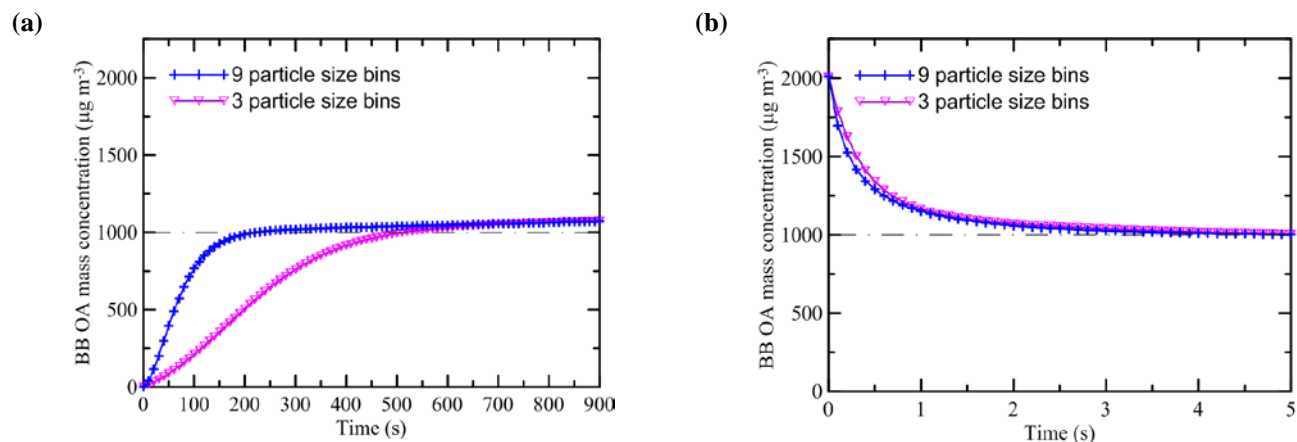 (a)
BB OA mass concentration (μg m⁻³)
2000
1500
1000
500
0
9 particle size bins
3 particle size bins
0 100 200 300 400 500 600 700 800 900
Time (s)
(b)
BB OA mass concentration (μg m⁻³)
2000
1500
1000
500
0
9 particle size bins
3 particle size bins
0 1 2 3 4 5
Time (s)